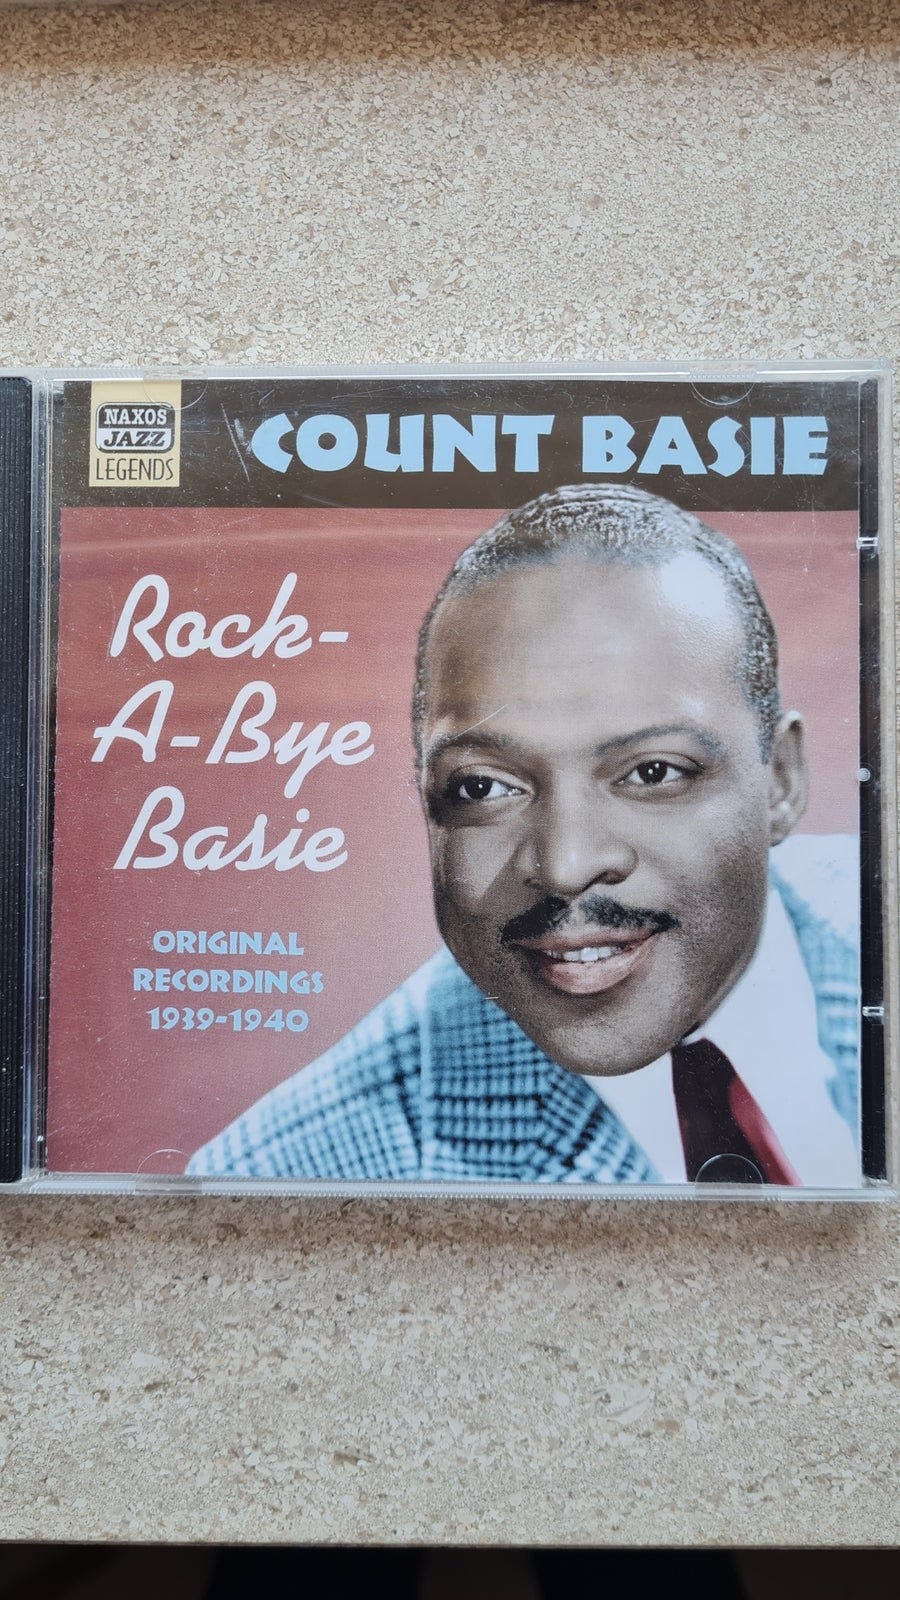 NAXOS
JAZZ
LEGENDS
COUNT BASIE
Rock-
A-Bye
Basie
ORIGINAL
RECORDINGS
1939-1940